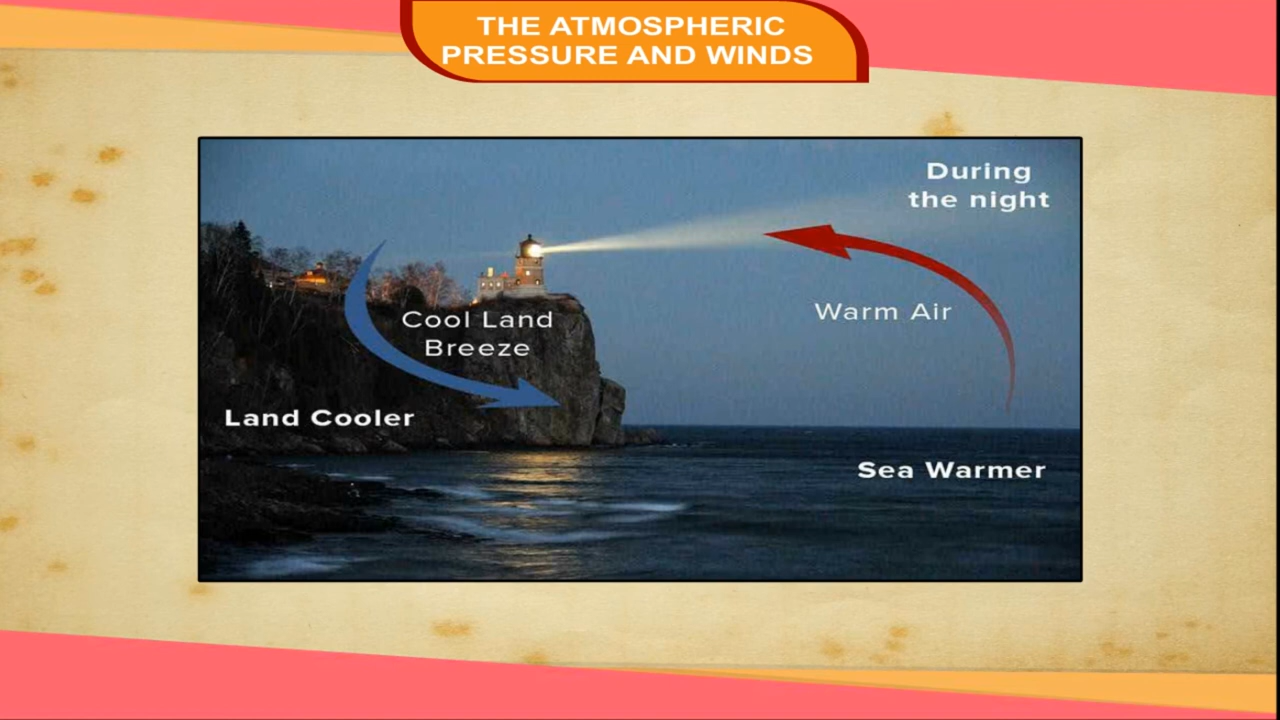 THE ATMOSPHERIC
PRESSURE AND WINDS
During
the night
Warm Air
Cool Land
Breeze
Land Cooler
Sea Warmer